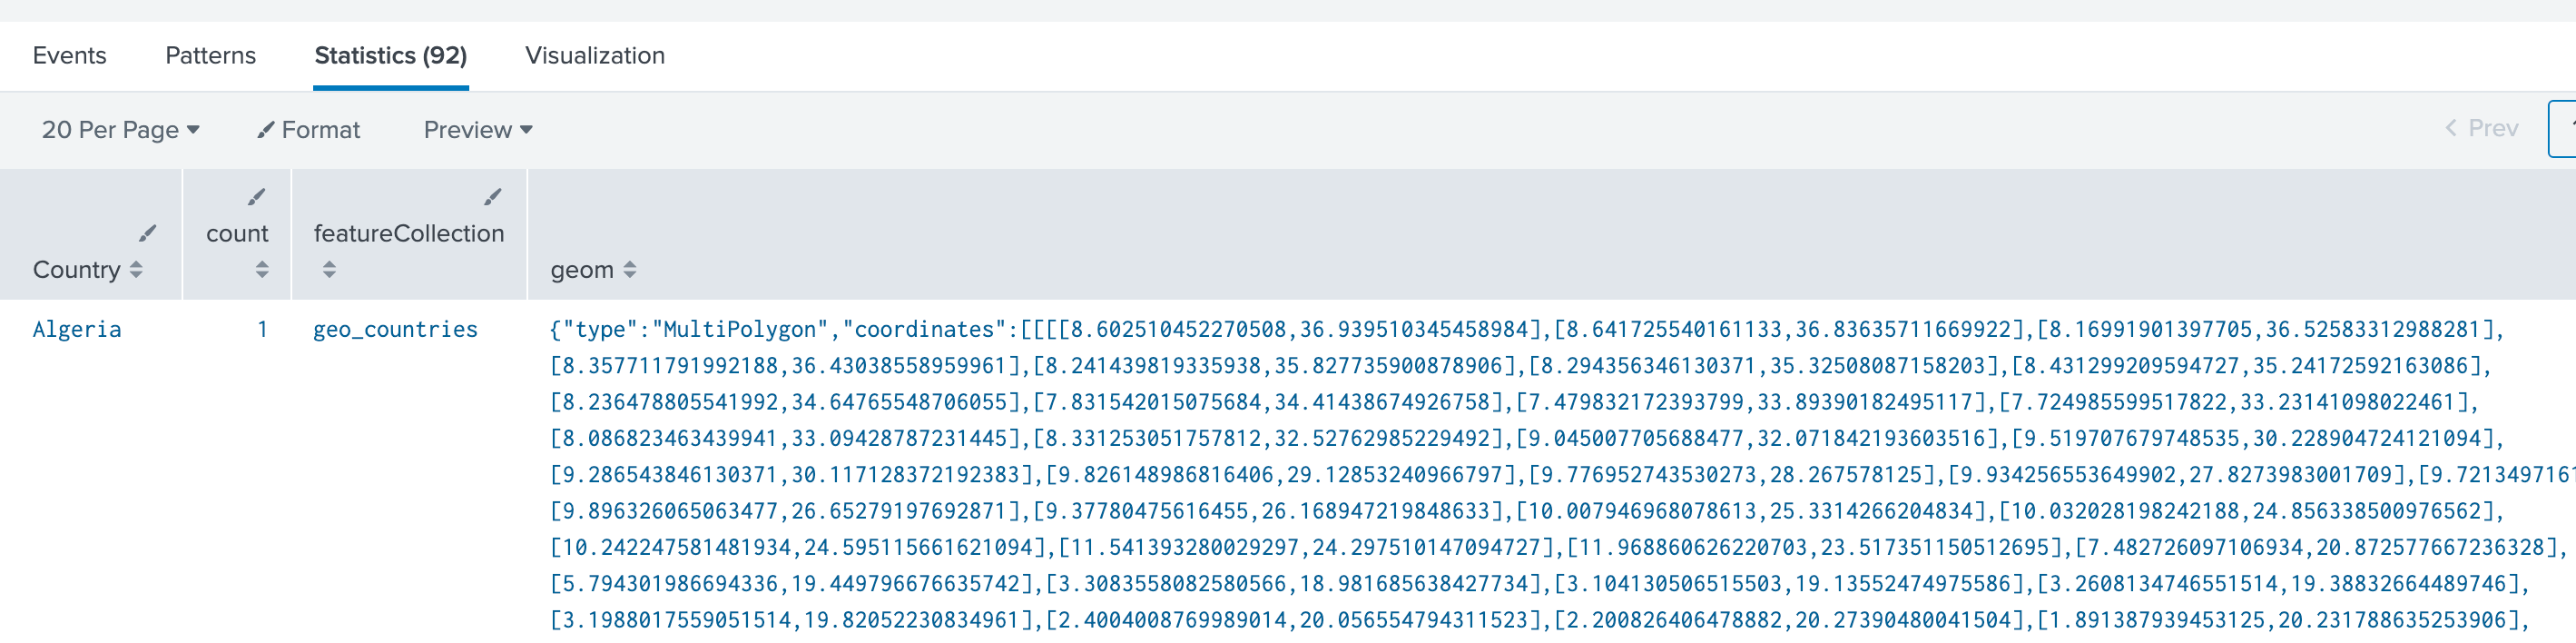 Events Patterns Statistics (92) Visualization
20 Per Page Format Preview Prev
Country count featureCollection geom
Algeria 1 geo_countries {"type":"MultiPolygon","coordinates":[[[[8.602510452270508,36.939510345458984],[8.641725540161133,36.83635711669922],[8.16991901397705,36.52583312988281],
[8.357711791992188,36.43038558959961],[8.241439819335938,35.827735900878906],[8.294356346130371,35.32508087158203],[8.431299209594727,35.24172592163086],
[8.236478805541992,34.64765548706055],[7.831542015075684,34.41438674926758],[7.479832172393799,33.89390182495117],[7.724985599517822,33.23141098022461],
[8.086823463439941,33.09428787231445],[8.331253051757812,32.52762985229492],[9.045007705688477,32.071842193603516],[9.519707679748535,30.228904724121094],
[9.286543846130371,30.117128372192383],[9.826148986816406,29.12853240966797],[9.776952743530273,28.267578125],[9.934256553649902,27.8273983001709],[9.72134971
[9.896326065063477,26.65279197692871],[9.37780475616455,26.168947219848633],[10.007946968078613,25.3314266204834],[10.032028198242188,24.856338500976562],
[10.242247581481934,24.595115661621094],[11.541393280029297,24.297510147094727],[11.968860626220703,23.517351150512695],[7.482726097106934,20.872577667236328],
[5.794301986694336,19.449796676635742],[3.3083558082580566,18.981685638427734],[3.104130506515503,19.13552474975586],[3.2608134746551514,19.38832664489746],
[3.1988017559051514,19.82052230834961],[2.4004008769989014,20.056554794311523],[2.200826406478882,20.27390480041504],[1.8913879394531​25,20.231788635253906],